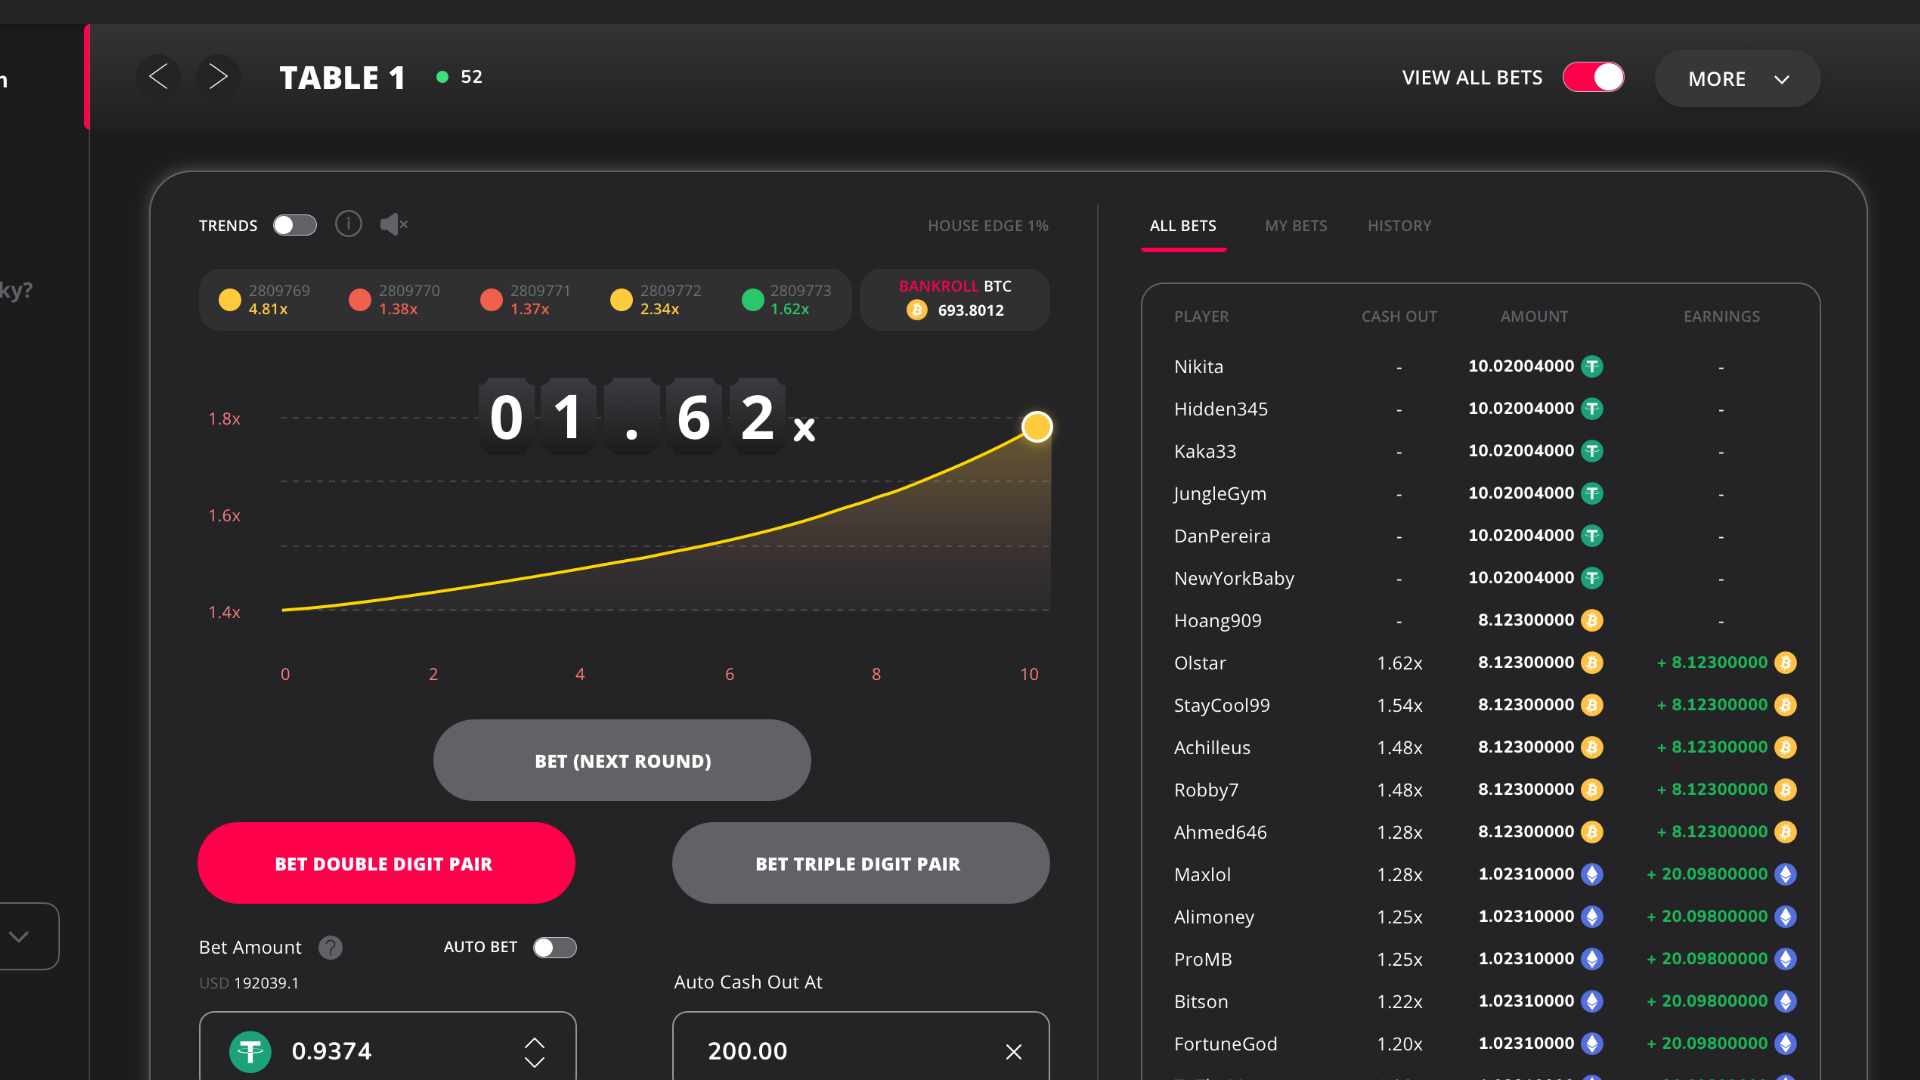 TABLE 1
52
VIEW ALL BETS
MORE
ky?
TRENDS
HOUSE EDGE 1%
2809769
4.81x
2809770
1.38x
2809771
1.37x
2809772
2.34x
2809773
1.62x
BANKROLL BTC
693.8012
01.62x
1.8x
1.6x
1.4x
0 2 4 6 8 10
BET (NEXT ROUND)
BET DOUBLE DIGIT PAIR
BET TRIPLE DIGIT PAIR
Bet Amount ?
AUTO BET
USD 192039.1
Auto Cash Out At
0.9374
200.00
ALL BETS MY BETS HISTORY
PLAYER CASH OUT AMOUNT EARNINGS
Nikita - 10.02004000 -
Hidden345 - 10.02004000 -
Kaka33 - 10.02004000 -
JungleGym - 10.02004000 -
DanPereira - 10.02004000 -
NewYorkBaby - 10.02004000 -
Hoang909 - 8.12300000 -
Olstar 1.62x 8.12300000 + 8.12300000
StayCool99 1.54x 8.12300000 + 8.12300000
Achilleus 1.48x 8.12300000 + 8.12300000
Robby7 1.48x 8.12300000 + 8.12300000
Ahmed646 1.28x 8.12300000 + 8.12300000
Maxlol 1.28x 1.02310000 + 20.09800000
Alimoney 1.25x 1.02310000 + 20.09800000
ProMB 1.25x 1.02310000 + 20.09800000
Bitson 1.22x 1.02310000 + 20.09800000
FortuneGod 1.20x 1.02310000 + 20.09800000